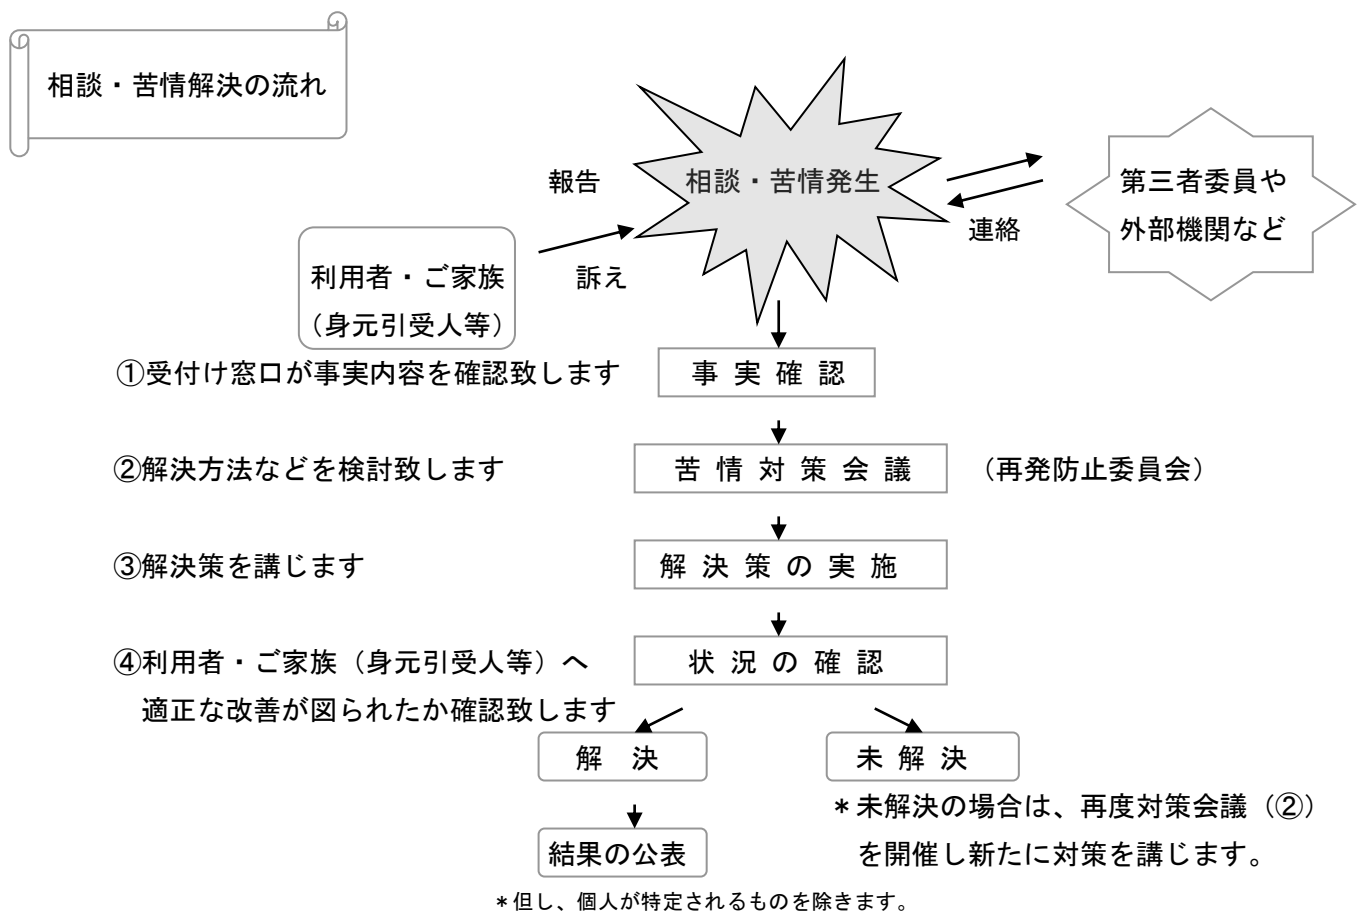 相談・苦情解決の流れ
報告
相談・苦情発生
第三者委員や
外部機関など
連絡
利用者・ご家族
（身元引受人等）
訴え
①受付け窓口が事実内容を確認致します
事実確認
②解決方法などを検討致します
苦情対策会議
（再発防止委員会）
③解決策を講じます
解決策の実施
④利用者・ご家族（身元引受人等）へ
適正な改善が図られたか確認致します
状況の確認
解　決
未解決
＊未解決の場合は、再度対策会議（②）
を開催し新たに対策を講じます。
結果の公表
＊但し、個人が特定されるものを除きます。